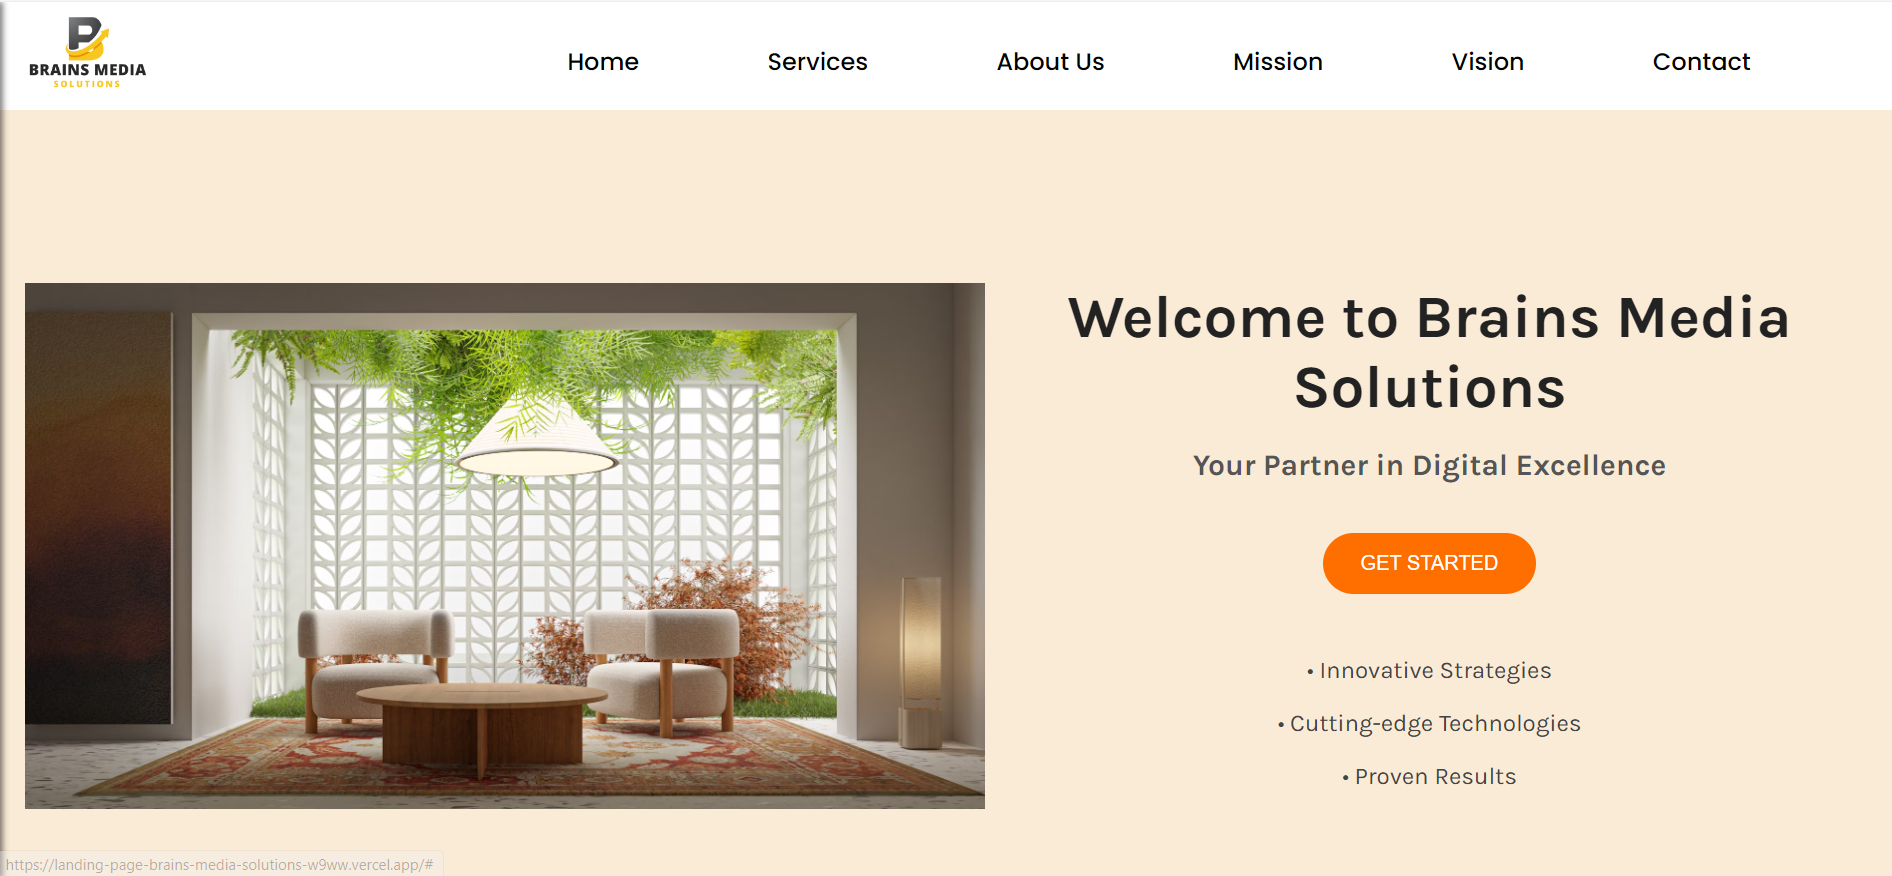 BRAINS MEDIA
SOLUTIONS
Home Services About Us Mission Vision Contact
Welcome to Brains Media
Solutions
Your Partner in Digital Excellence
GET STARTED
• Innovative Strategies
• Cutting-edge Technologies
• Proven Results
https://landing-page-brains-media-solutions-w9ww.vercel.app/#